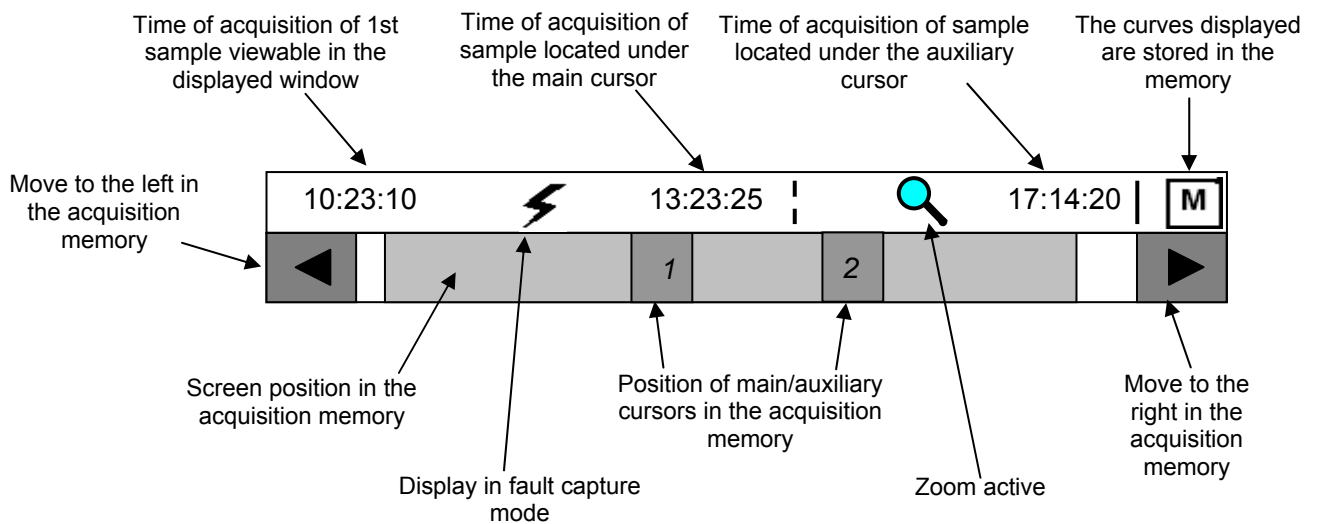 Time of acquisition of 1st
sample viewable in the
displayed window
Time of acquisition of
sample located under
the main cursor
Time of acquisition of sample
located under the auxiliary
cursor
The curves displayed
are stored in the
memory
Move to the left in
the acquisition
memory
10:23:10
13:23:25
17:14:20
M
1
2
Screen position in the
acquisition memory
Display in fault capture
mode
Position of main/auxiliary
cursors in the acquisition
memory
Zoom active
Move to the
right in the
acquisition
memory